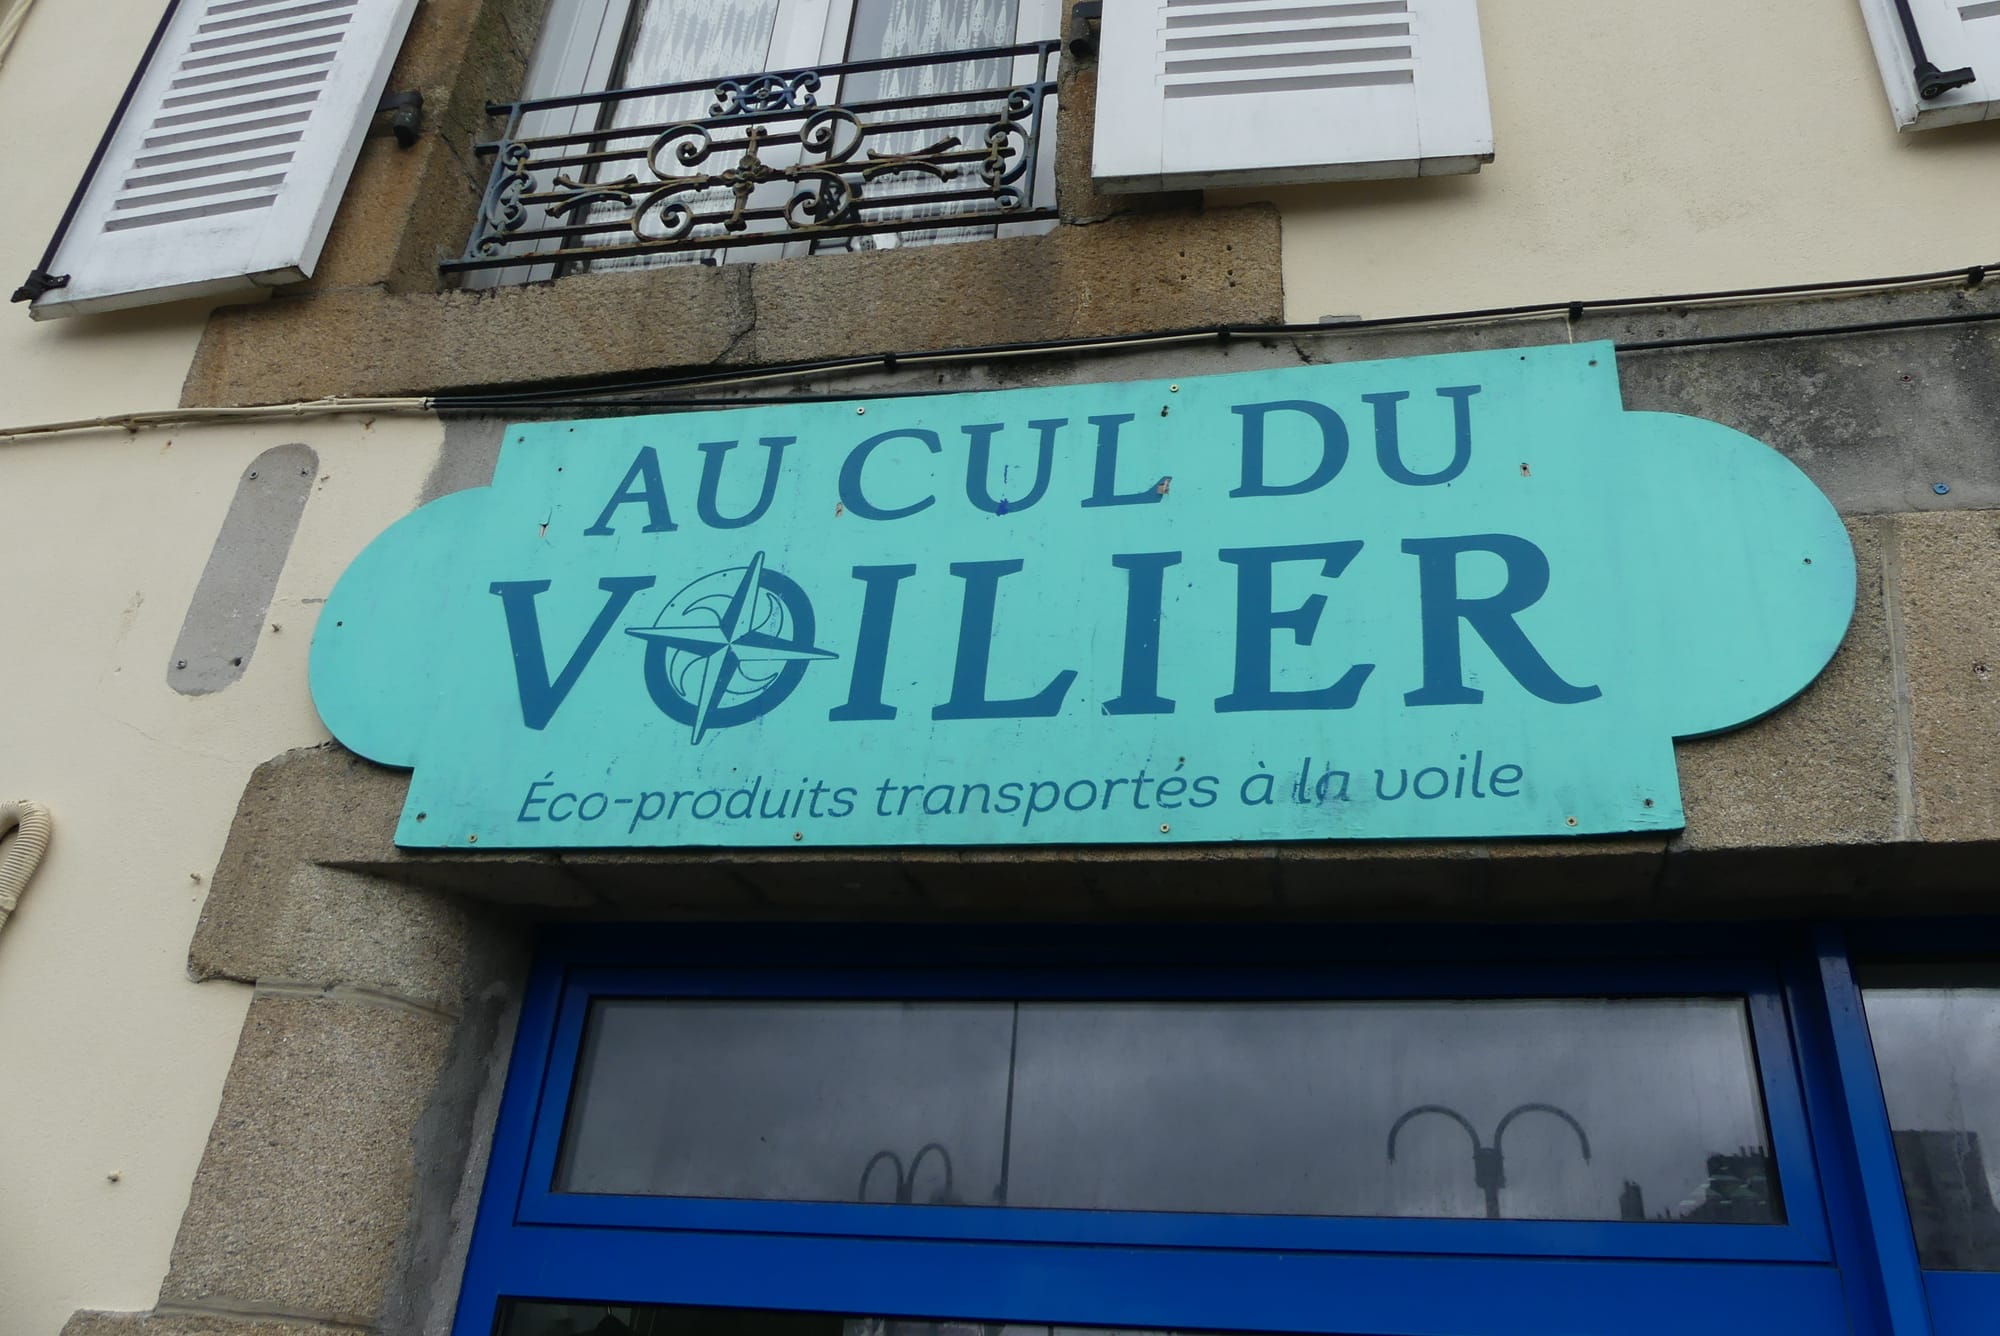 AU CUL DU
VOILIER
Éco-produits transportés à la voile